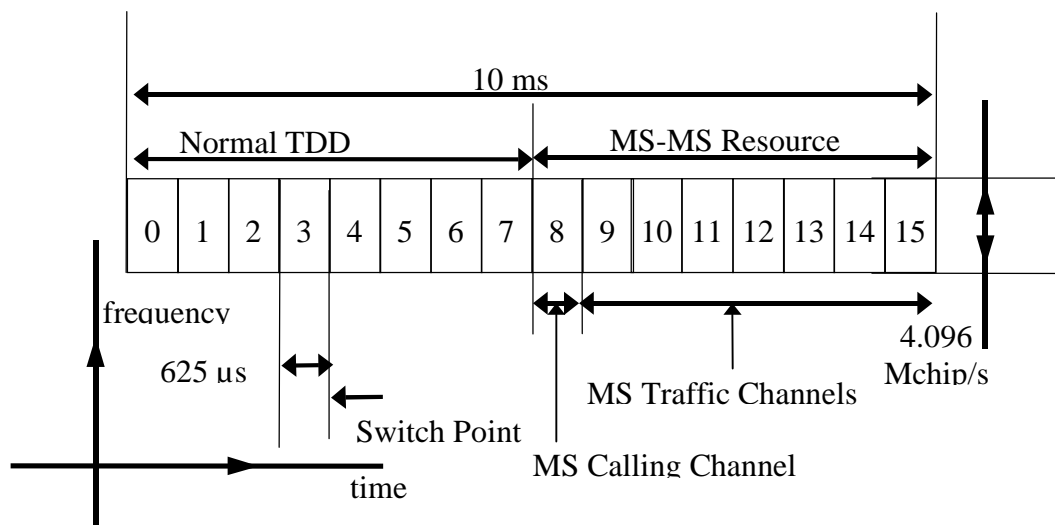 10 ms
Normal TDD
MS-MS Resource
0 1 2 3 4 5 6 7 8 9 10 11 12 13 14 15
frequency
625 µs
4.096
Mchip/s
MS Traffic Channels
Switch Point
MS Calling Channel
time